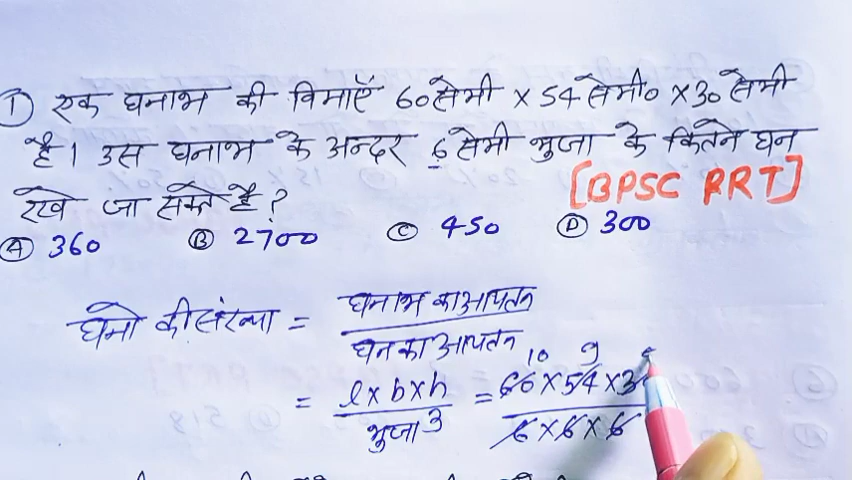 1) एक घनाभ की विमाएँ 60 सेमी × 54 सेमी० × 30 सेमी
है। उस घनाभ के अन्दर 6 सेमी भुजा के कितने घन
रखे जा सकते है? [BPSC PRT]
(A) 360 (B) 2700 (C) 450 (D) 300
घनो की संख्या = घनाभ का आयतन
घन का आयतन
10 9
= l × b × h = 60 × 54 × 30
भुजा³ 6 × 6 × 6